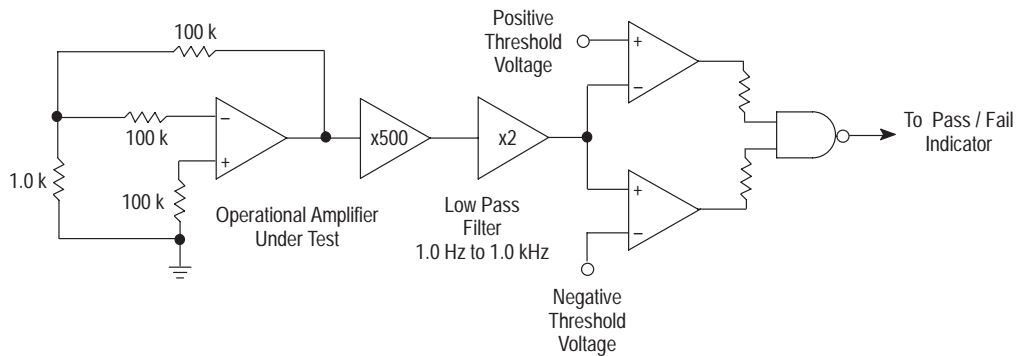 100 k
Positive
Threshold
Voltage
+
−
100 k
−
+
x500
x2
To Pass / Fail
Indicator
1.0 k
100 k
Operational Amplifier
Under Test
Low Pass
Filter
1.0 Hz to 1.0 kHz
+
−
Negative
Threshold
Voltage